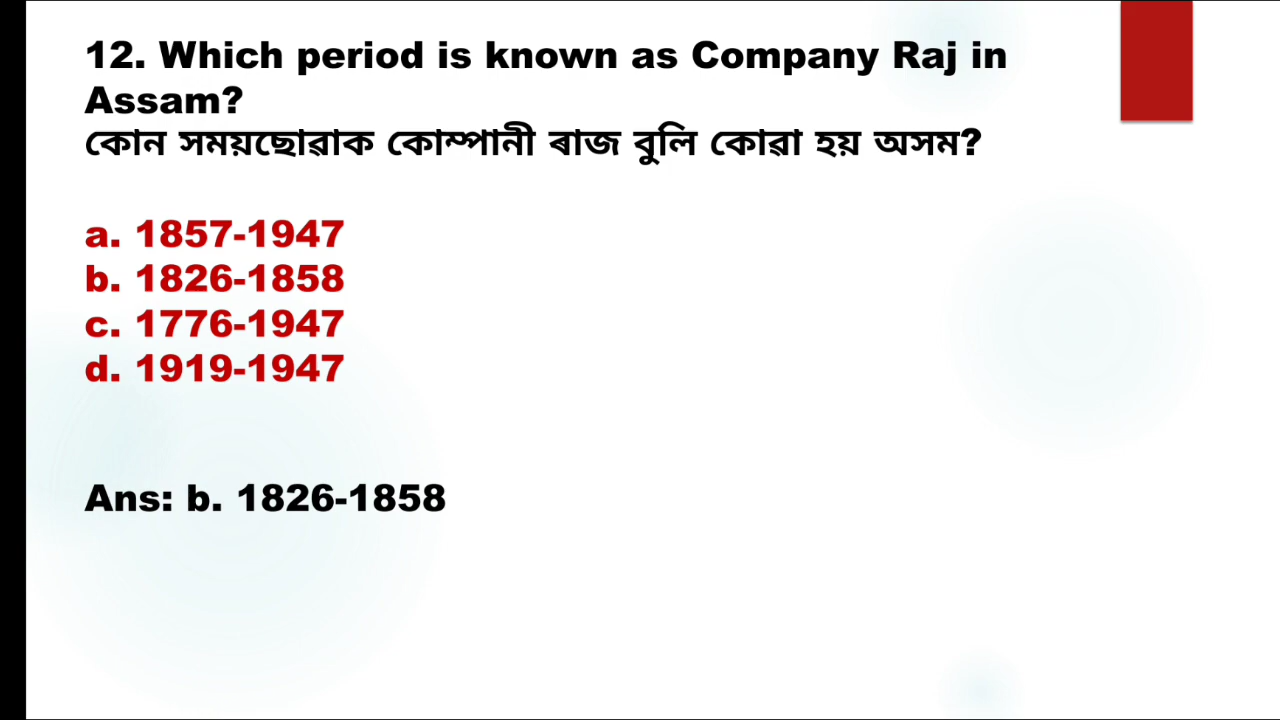 12. Which period is known as Company Raj in
Assam?
কোন সময়ছোৱাক কোম্পানী ৰাজ বুলি কোৱা হয় অসম?
a. 1857-1947
b. 1826-1858
c. 1776-1947
d. 1919-1947
Ans: b. 1826-1858